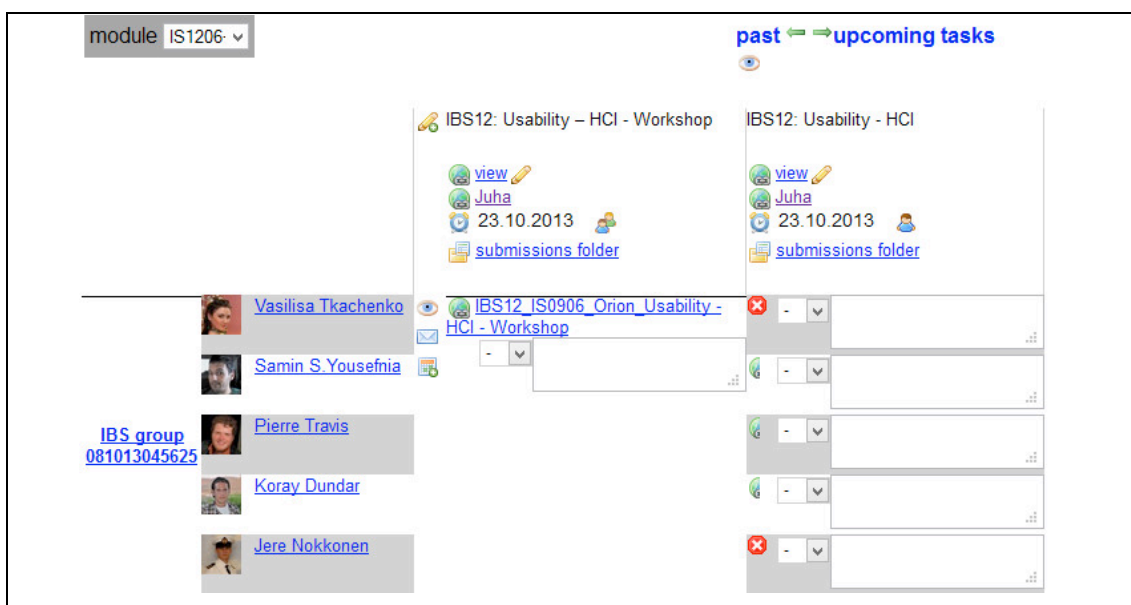 module IS1206-
past upcoming tasks
IBS12: Usability – HCI - Workshop
view
Juha
23.10.2013
submissions folder
IBS12: Usability - HCI
view
Juha
23.10.2013
submissions folder
IBS group
081013045625
Vasilisa Tkachenko
IBS12_IS0906_Orion_Usability -
HCI - Workshop
-
-
Samin S.Yousefnia
-
Pierre Travis
-
Koray Dundar
-
Jere Nokkonen
-